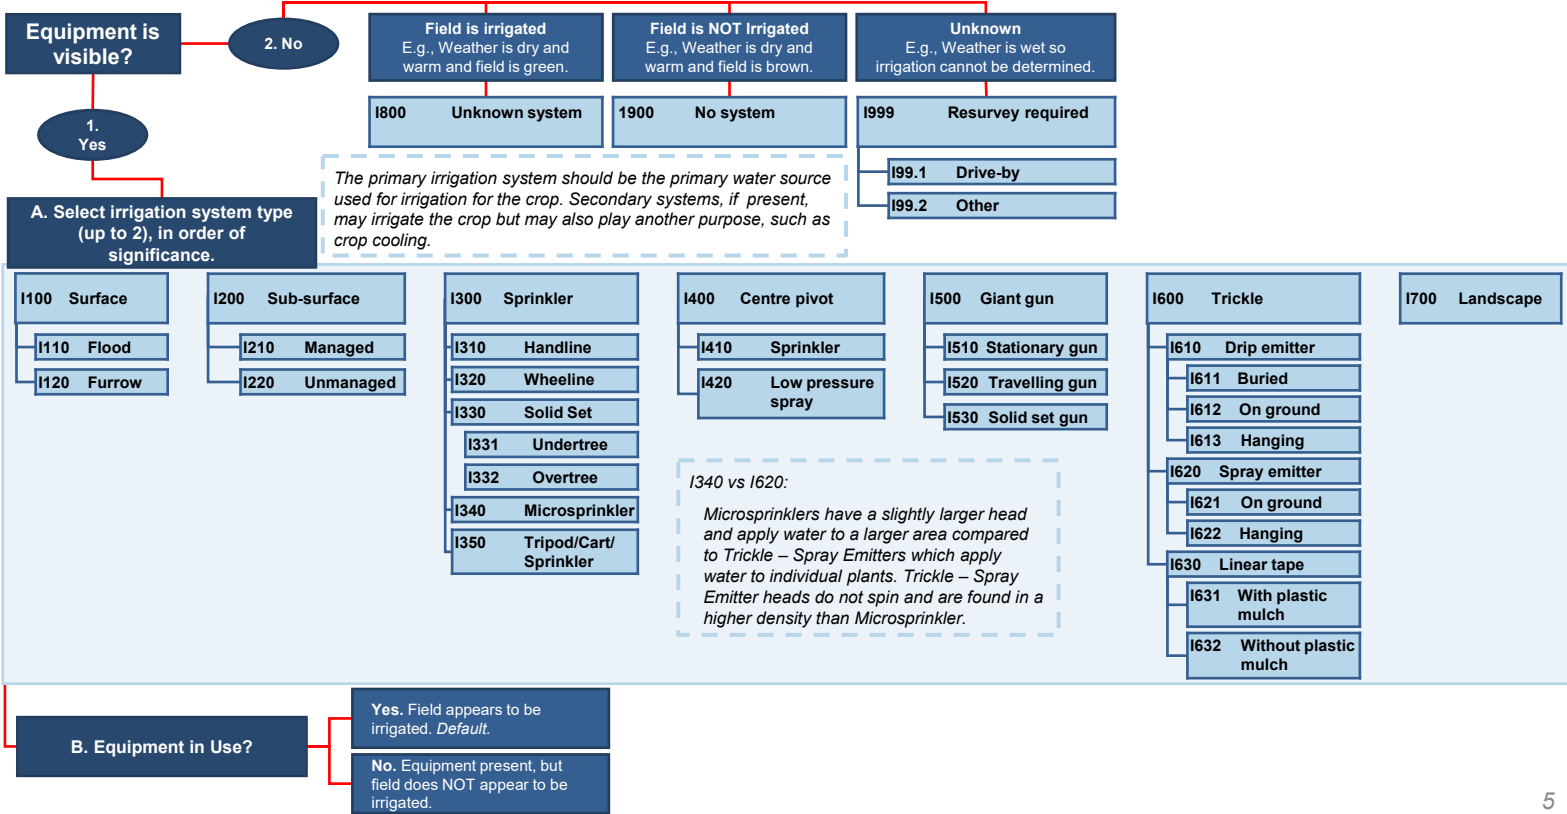 Equipment is
visible?
2. No
Field is irrigated
E.g., Weather is dry and
warm and field is green.
Field is NOT Irrigated
E.g., Weather is dry and
warm and field is brown.
Unknown
E.g., Weather is wet so
irrigation cannot be determined.
I800 Unknown system
1900 No system
I999 Resurvey required
I99.1 Drive-by
I99.2 Other
1.
Yes
The primary irrigation system should be the primary water source
used for irrigation for the crop. Secondary systems, if present,
may irrigate the crop but may also play another purpose, such as
crop cooling.
A. Select irrigation system type
(up to 2), in order of
significance.
I100 Surface
I110 Flood
I120 Furrow
I200 Sub-surface
I210 Managed
I220 Unmanaged
I300 Sprinkler
I310 Handline
I320 Wheeline
I330 Solid Set
I331 Undertree
I332 Overtree
I340 Microsprinkler
I350 Tripod/Cart/
Sprinkler
I400 Centre pivot
I410 Sprinkler
I420 Low pressure
spray
I500 Giant gun
I510 Stationary gun
I520 Travelling gun
I530 Solid set gun
I340 vs I620:
Microsprinklers have a slightly larger head
and apply water to a larger area compared
to Trickle – Spray Emitters which apply
water to individual plants. Trickle – Spray
Emitter heads do not spin and are found in a
higher density than Microsprinkler.
I600 Trickle
I610 Drip emitter
I611 Buried
I612 On ground
I613 Hanging
I620 Spray emitter
I621 On ground
I622 Hanging
I630 Linear tape
I631 With plastic
mulch
I632 Without plastic
mulch
I700 Landscape
B. Equipment in Use?
Yes. Field appears to be
irrigated. Default.
No. Equipment present, but
field does NOT appear to be
irrigated.
5